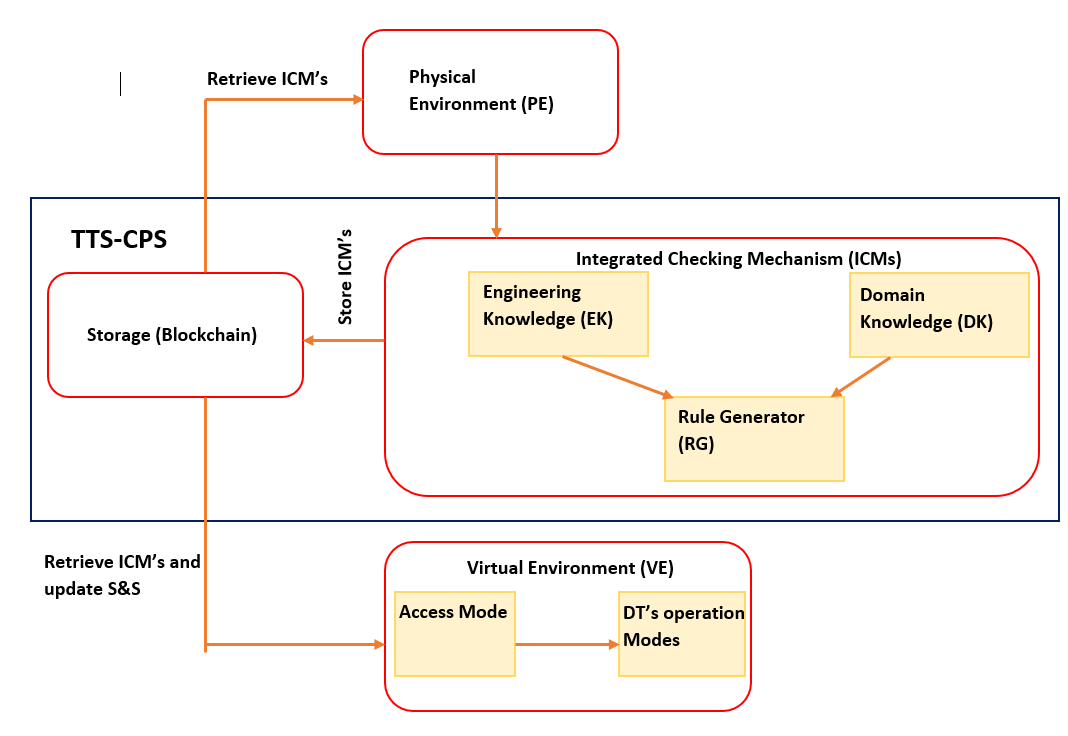 Retrieve ICM’s
Physical
Environment (PE)
TTS-CPS
Store ICM’s
Integrated Checking Mechanism (ICMs)
Engineering
Knowledge (EK)
Domain
Knowledge (DK)
Storage (Blockchain)
Rule Generator
(RG)
Retrieve ICM’s and
update S&S
Virtual Environment (VE)
Access Mode
DT’s operation
Modes